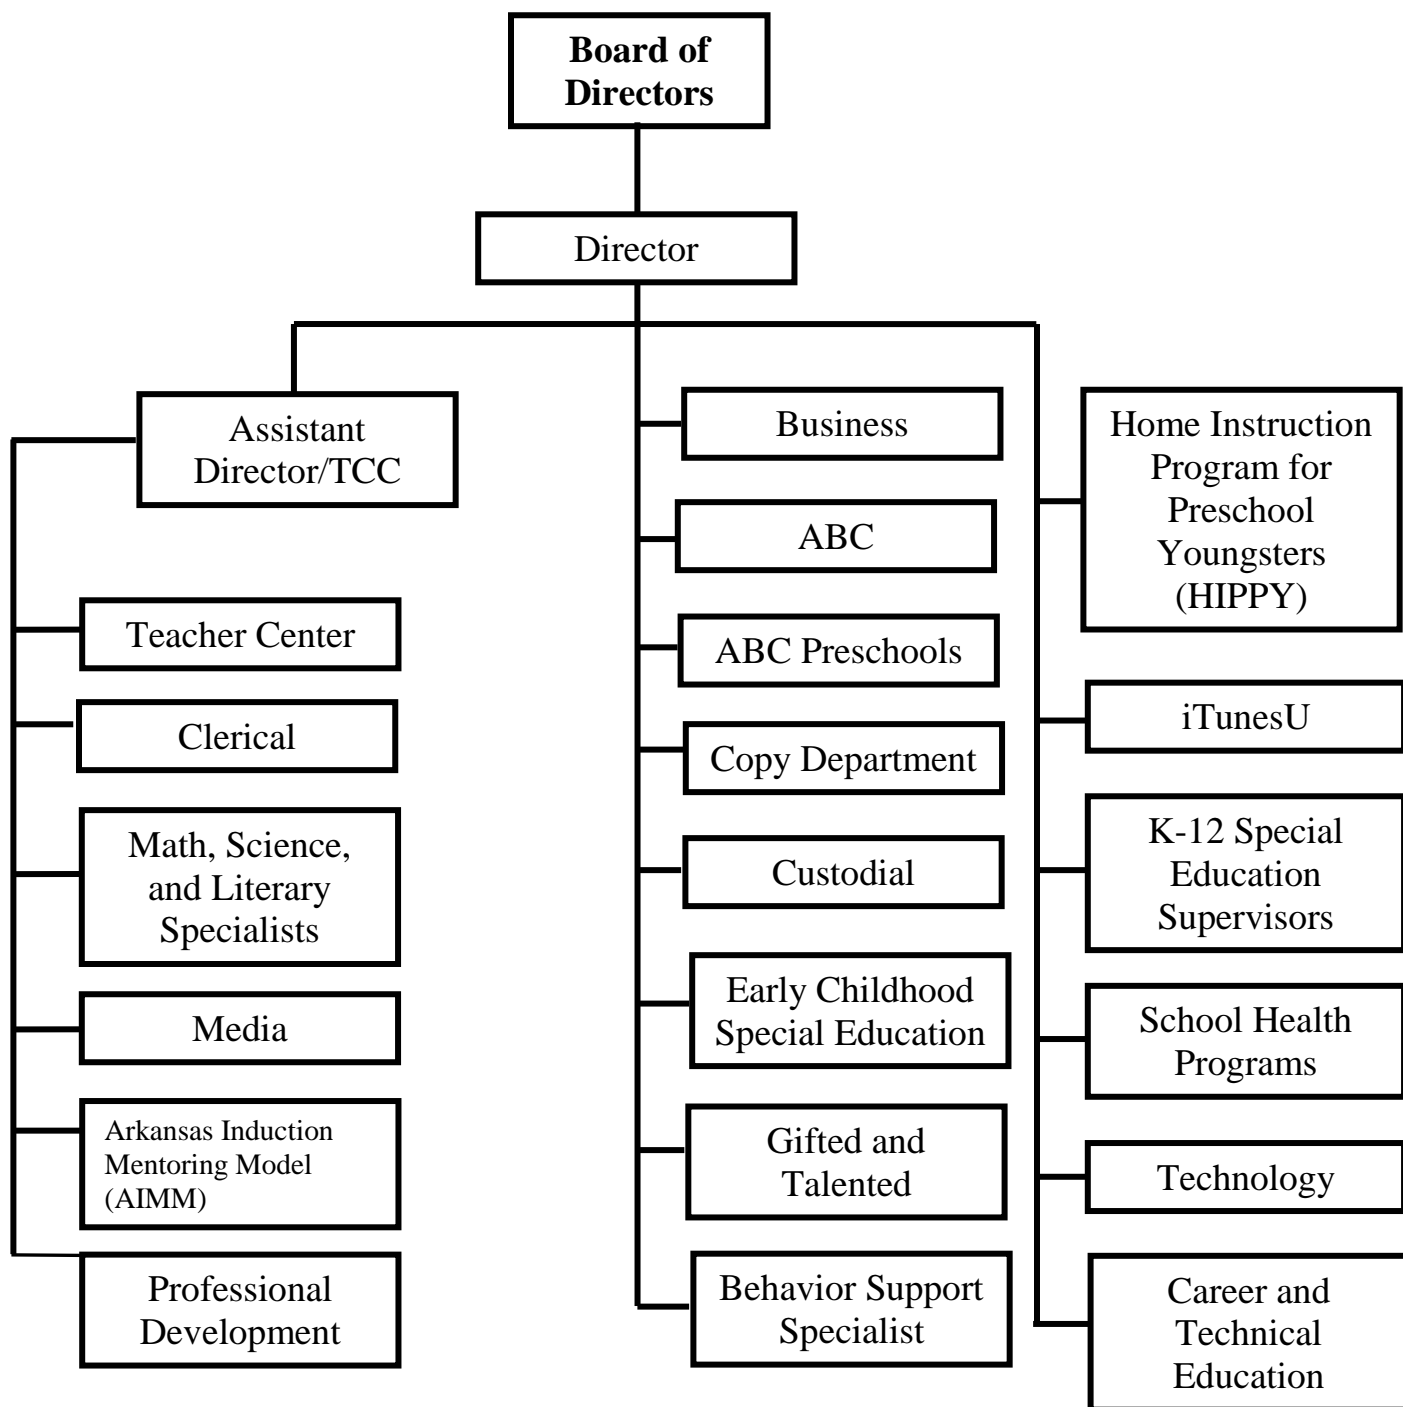 Board of
Directors
Director
Assistant
Director/TCC
Teacher Center
Clerical
Math, Science,
and Literary
Specialists
Media
Arkansas Induction
Mentoring Model
(AIMM)
Professional
Development
Business
ABC
ABC Preschools
Copy Department
Custodial
Early Childhood
Special Education
Gifted and
Talented
Behavior Support
Specialist
Home Instruction
Program for
Preschool
Youngsters
(HIPPY)
iTunesU
K-12 Special
Education
Supervisors
School Health
Programs
Technology
Career and
Technical
Education